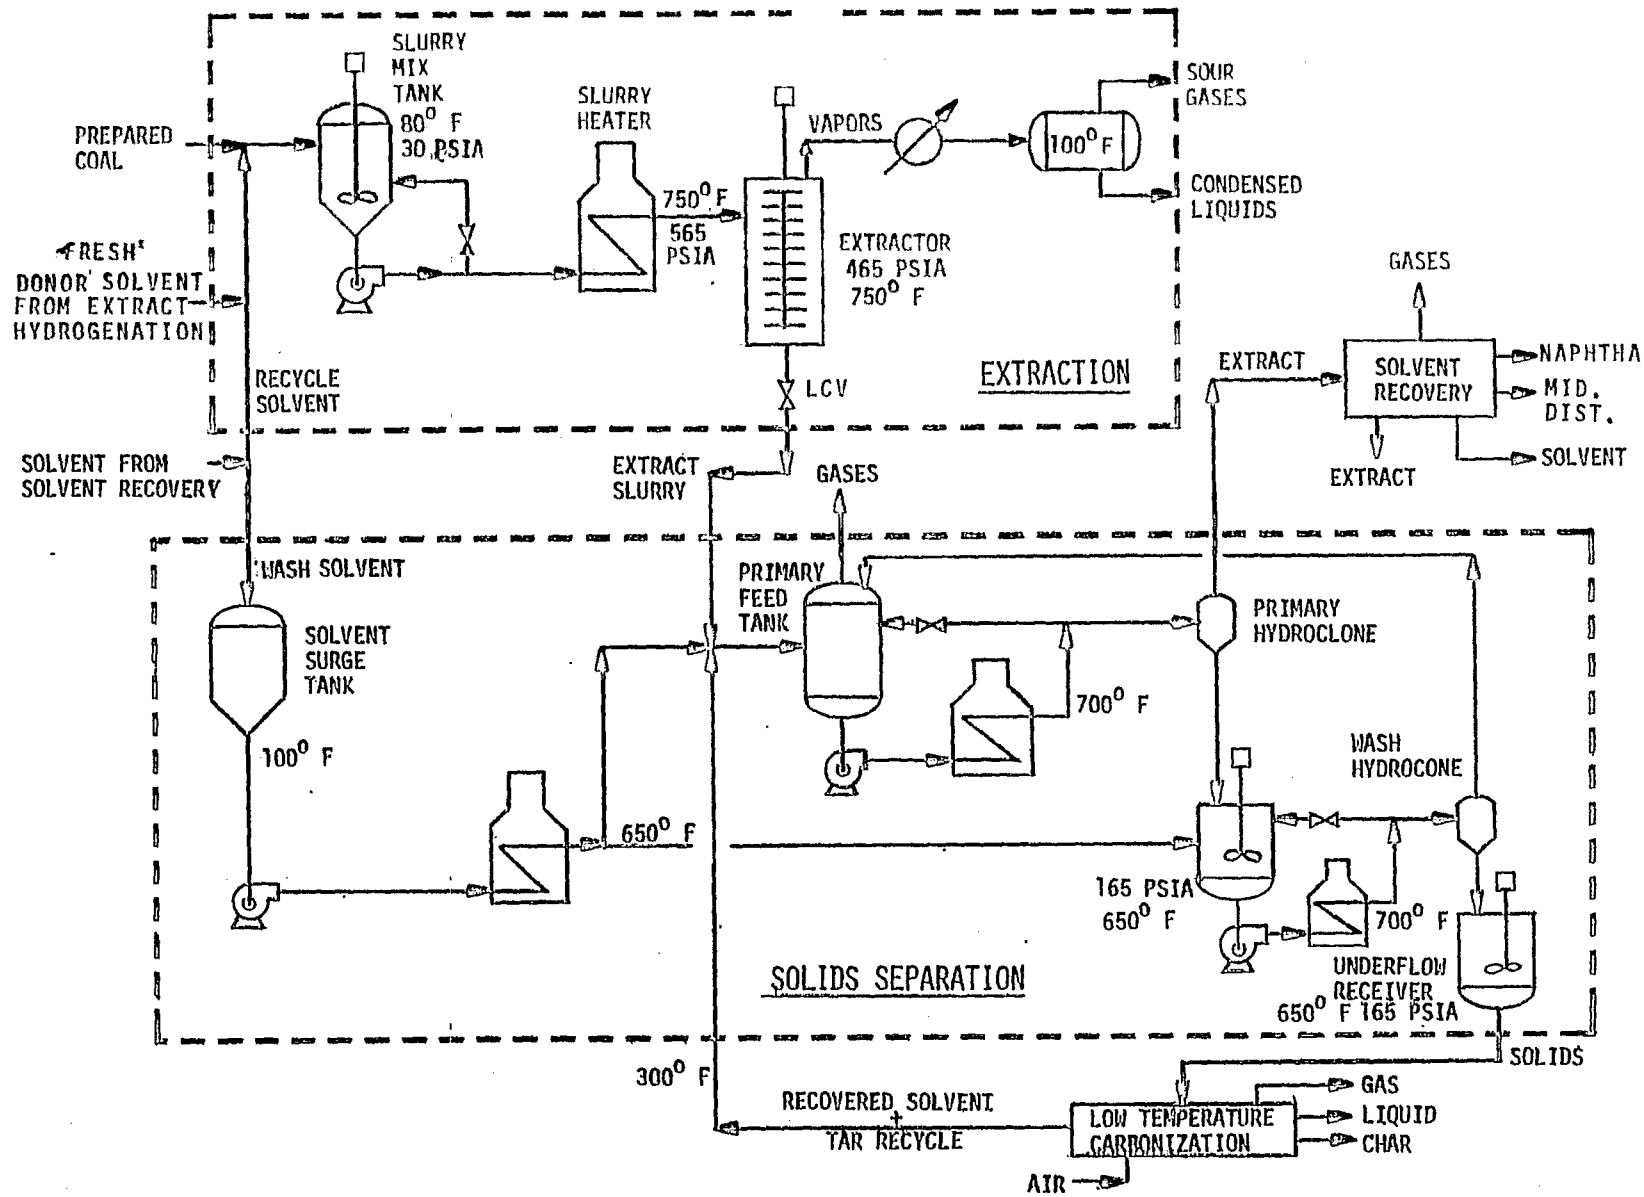 SLURRY
MIX
TANK
80° F
30 PSIA
SLURRY
HEATER
PREPARED
COAL
VAPORS
100° F
SOUR
GASES
CONDENSED
LIQUIDS
750° F
565
PSIA
EXTRACTOR
465 PSIA
750° F
"FRESH"
DONOR SOLVENT
FROM EXTRACT
HYDROGENATION
RECYCLE
SOLVENT
LCV
EXTRACTION
GASES
EXTRACT
SOLVENT
RECOVERY
NAPHTHA
MID.
DIST.
SOLVENT
EXTRACT
SOLVENT FROM
SOLVENT RECOVERY
EXTRACT
SLURRY
GASES
WASH SOLVENT
PRIMARY
FEED
TANK
SOLVENT
SURGE
TANK
PRIMARY
HYDROCLONE
700° F
100° F
WASH
HYDROCONE
650° F
165 PSIA
650° F
700° F
UNDERFLOW
RECEIVER
650° F 165 PSIA
SOLIDS SEPARATION
SOLIDS
300° F
RECOVERED SOLVENT
+
TAR RECYCLE
LOW TEMPERATURE
CARBONIZATION
GAS
LIQUID
CHAR
AIR